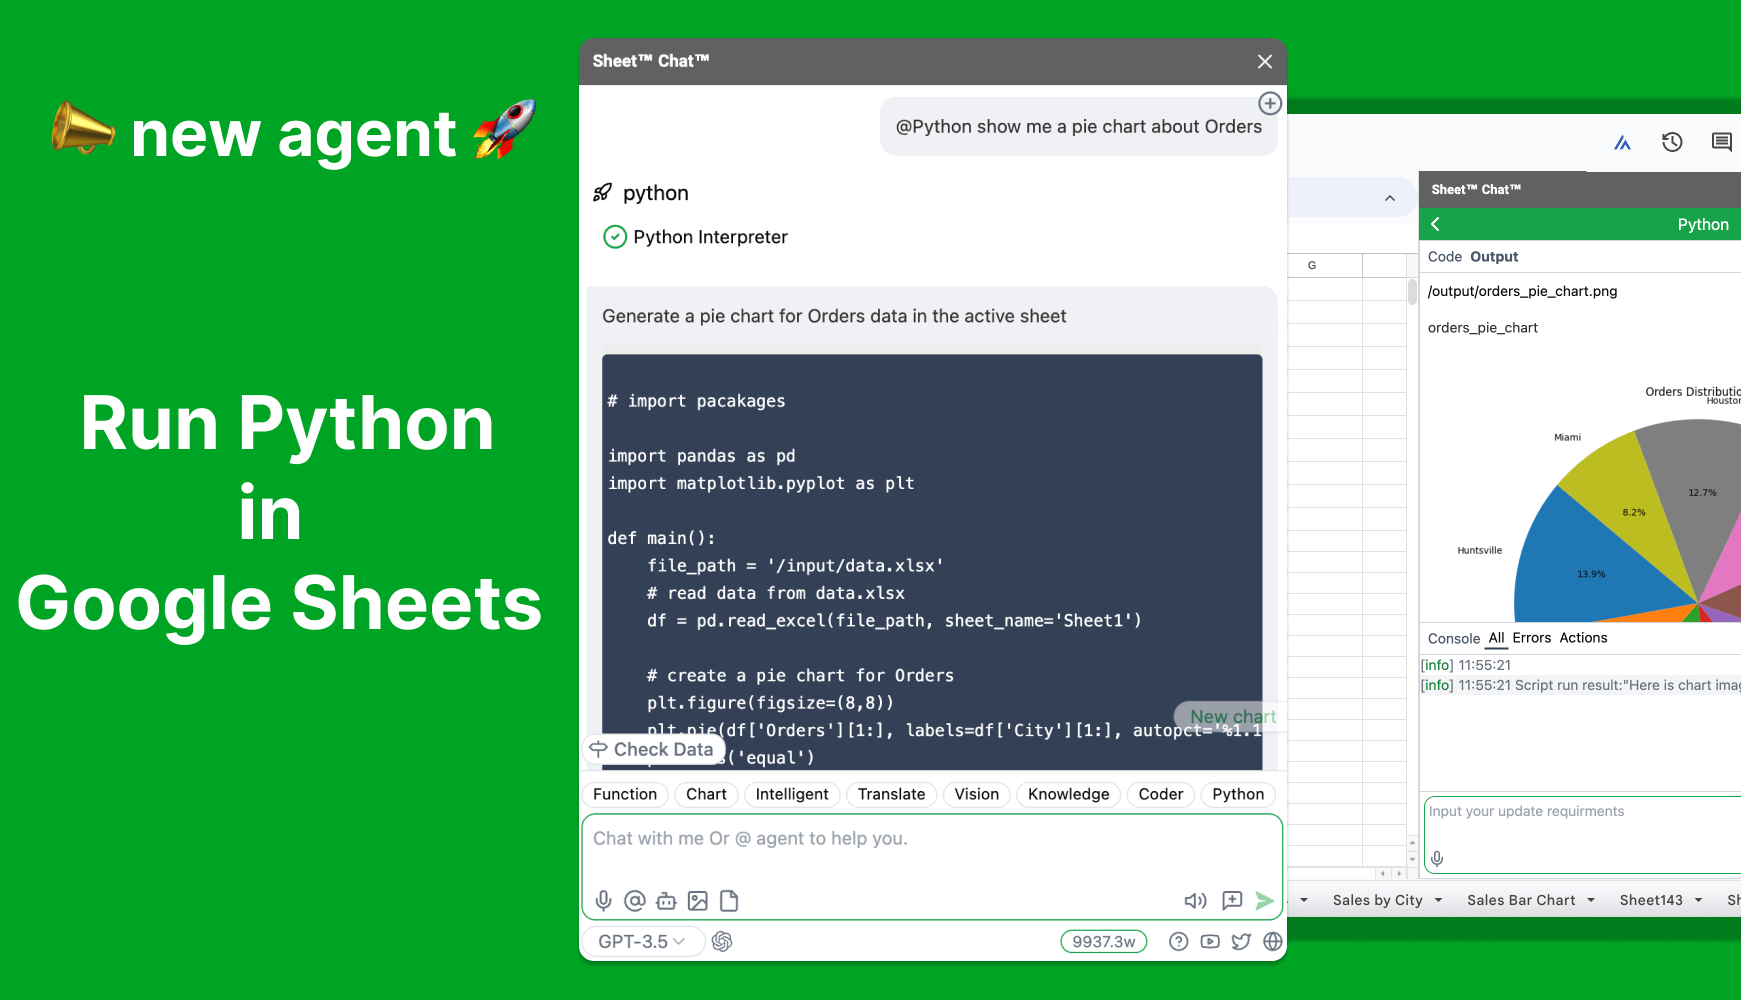 new agent
Run Python
in
Google Sheets
Sheet™ Chat™
@Python show me a pie chart about Orders
python
Python Interpreter
Generate a pie chart for Orders data in the active sheet
# import pacakages
import pandas as pd
import matplotlib.pyplot as plt
def main():
file_path = '/input/data.xlsx'
# read data from data.xlsx
df = pd.read_excel(file_path, sheet_name='Sheet1')
# create a pie chart for Orders
plt.figure(figsize=(8,8))
New chart
plt.pie(df['Orders'][1:], labels=df['City'][1:], autopct='%1.1
Check Data
('equal')
Function Chart Intelligent Translate Vision Knowledge Coder Python
Chat with me Or @ agent to help you.
GPT-3.5
9937.3w
G
Sheet™ Chat™
Python
Code Output
/output/orders_pie_chart.png
orders_pie_chart
Orders Distributio
Houston
Miami
12.7%
8.2%
Huntsville
13.9%
Console All Errors Actions
[info] 11:55:21
[info] 11:55:21 Script run result:"Here is chart imag
Input your update requirments
Sales by City Sales Bar Chart Sheet143 Sh